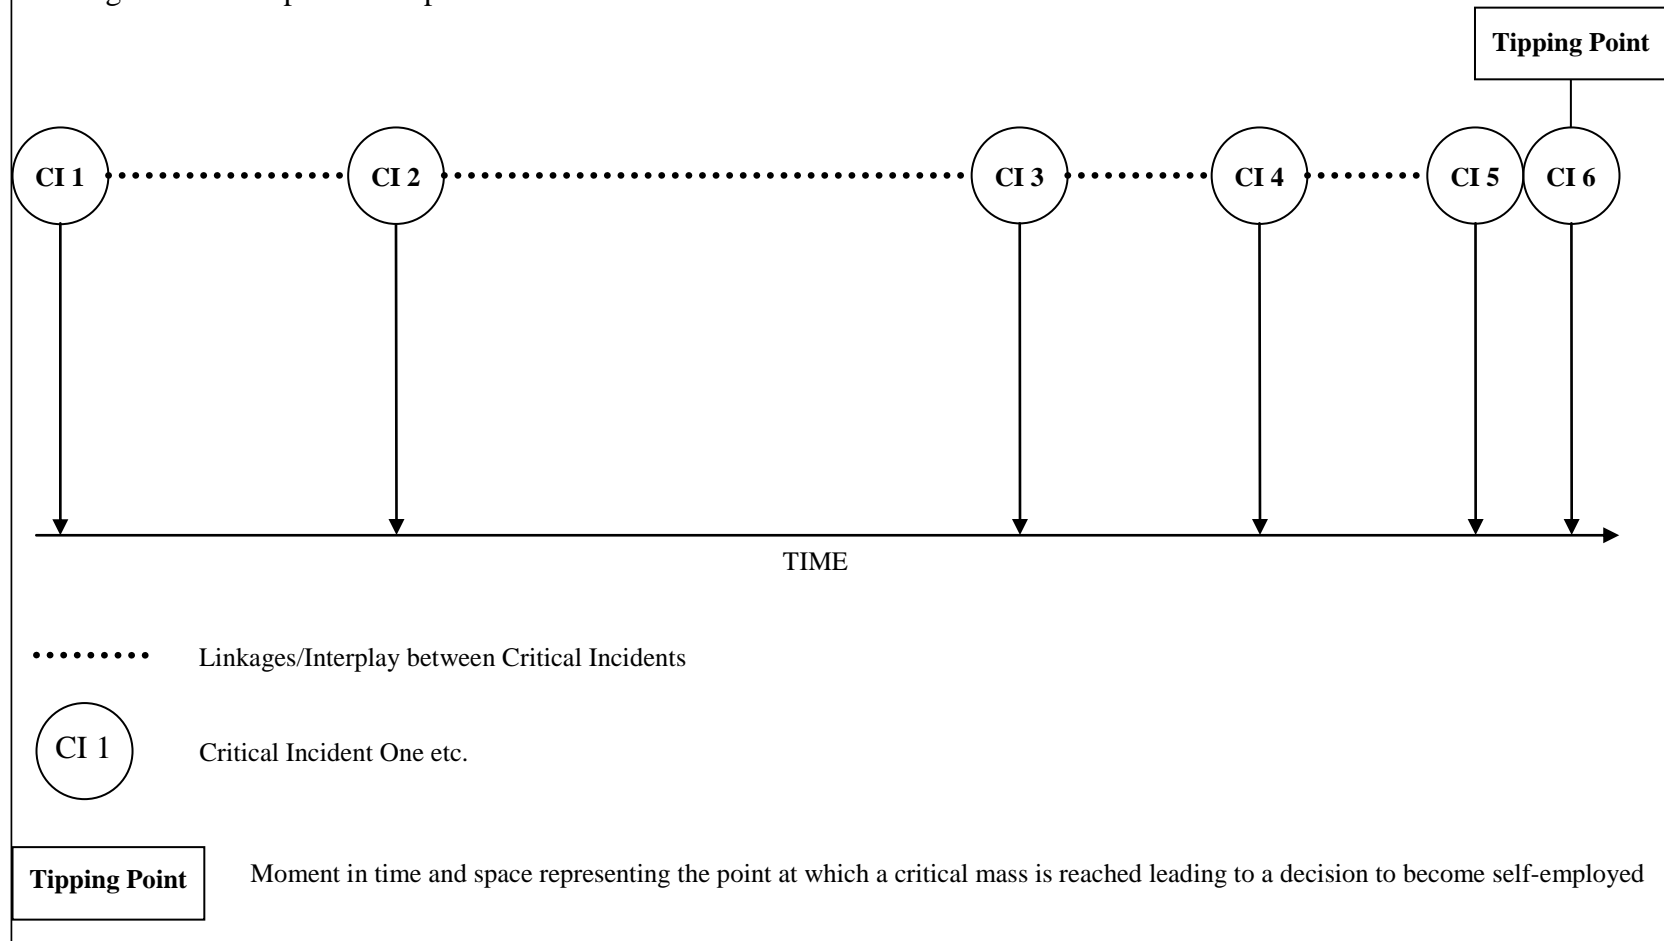 Tipping Point
CI 1
CI 2
CI 3
CI 4
CI 5
CI 6
TIME
Linkages/Interplay between Critical Incidents
CI 1
Critical Incident One etc.
Tipping Point
Moment in time and space representing the point at which a critical mass is reached leading to a decision to become self-employed